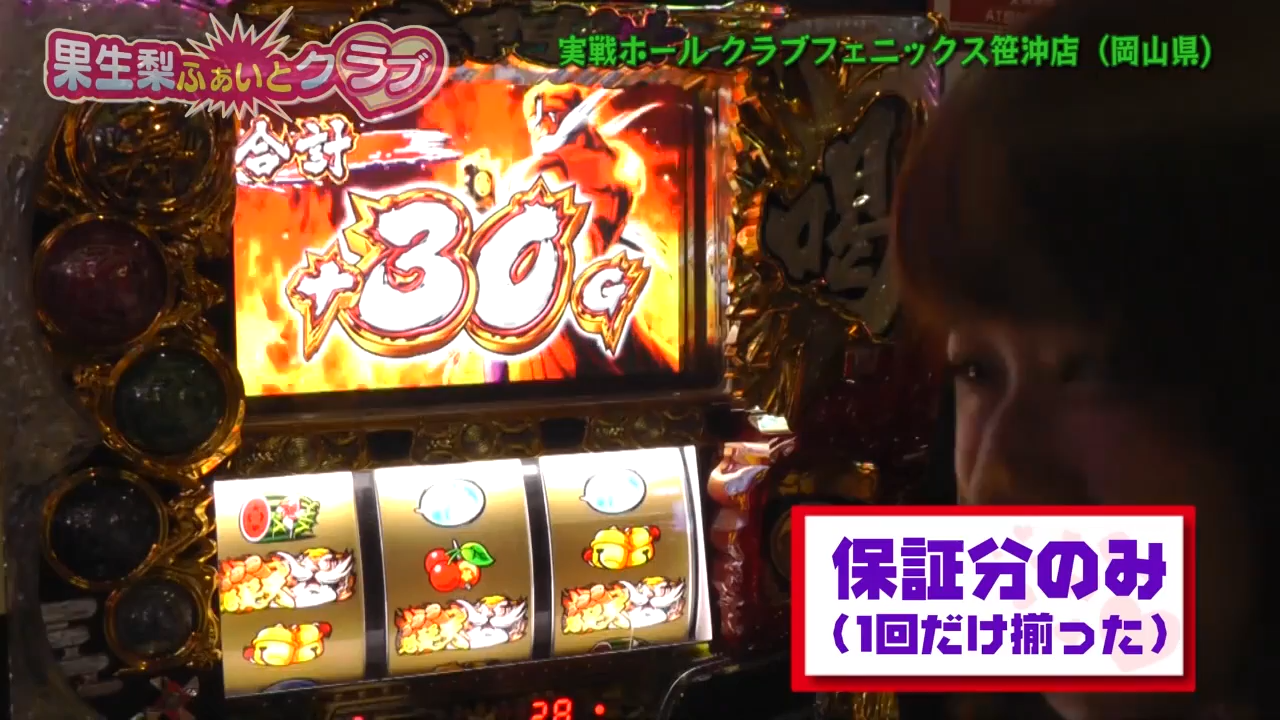 果生梨ふぁいとクラブ
実戦ホール クラブフェニックス笹沖店（岡山県）
合計
+30G
喝
保証分のみ
（1回だけ揃った）
28